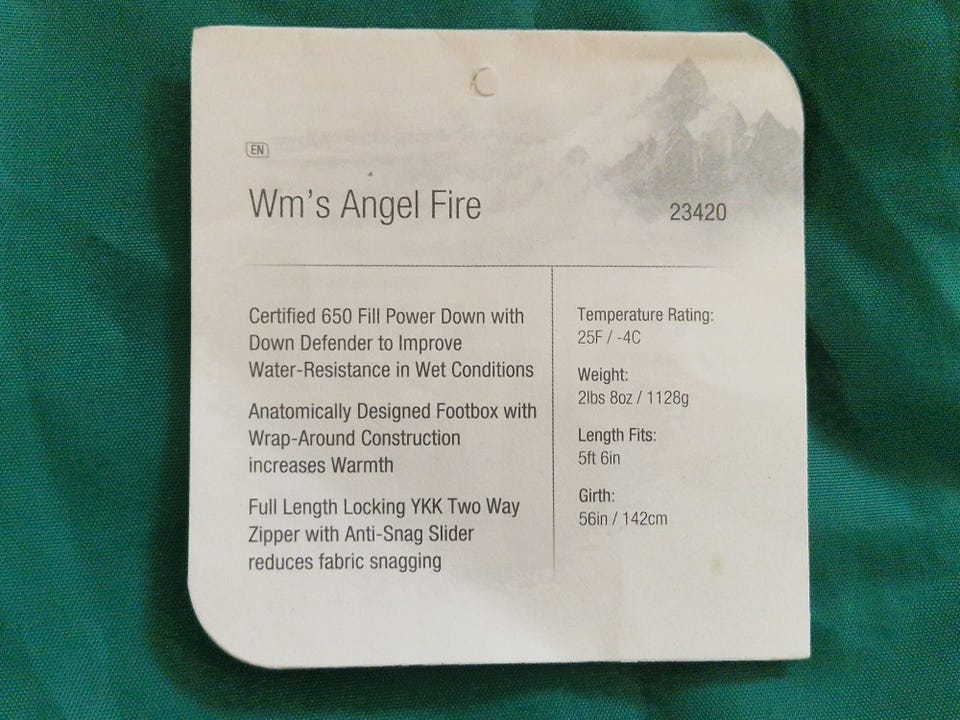 EN
Wm's Angel Fire
23420
Certified 650 Fill Power Down with
Down Defender to Improve
Water-Resistance in Wet Conditions
Anatomically Designed Footbox with
Wrap-Around Construction
increases Warmth
Full Length Locking YKK Two Way
Zipper with Anti-Snag Slider
reduces fabric snagging
Temperature Rating:
25F / -4C
Weight:
2lbs 8oz / 1128g
Length Fits:
5ft 6in
Girth:
56in / 142cm